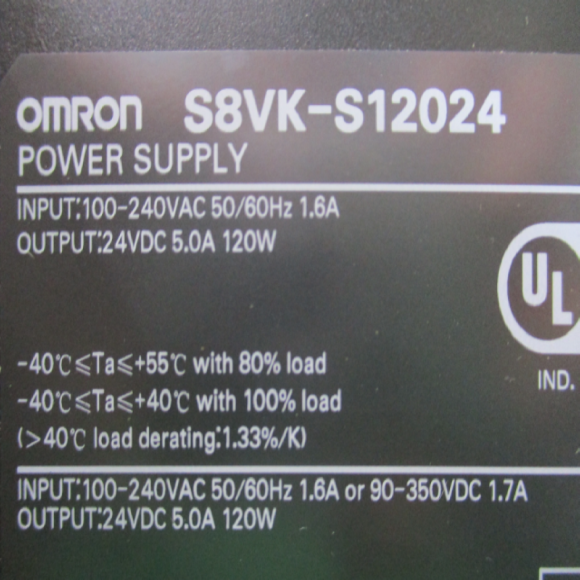 OMRON S8VK-S12024
POWER SUPPLY
INPUT:100-240VAC 50/60Hz 1.6A
OUTPUT:24VDC 5.0A 120W
UL
IND.
-40℃≤Ta≤+55℃ with 80% load
-40℃≤Ta≤+40℃ with 100% load
(>40℃ load derating:1.33%/K)
INPUT:100-240VAC 50/60Hz 1.6A or 90-350VDC 1.7A
OUTPUT:24VDC 5.0A 120W